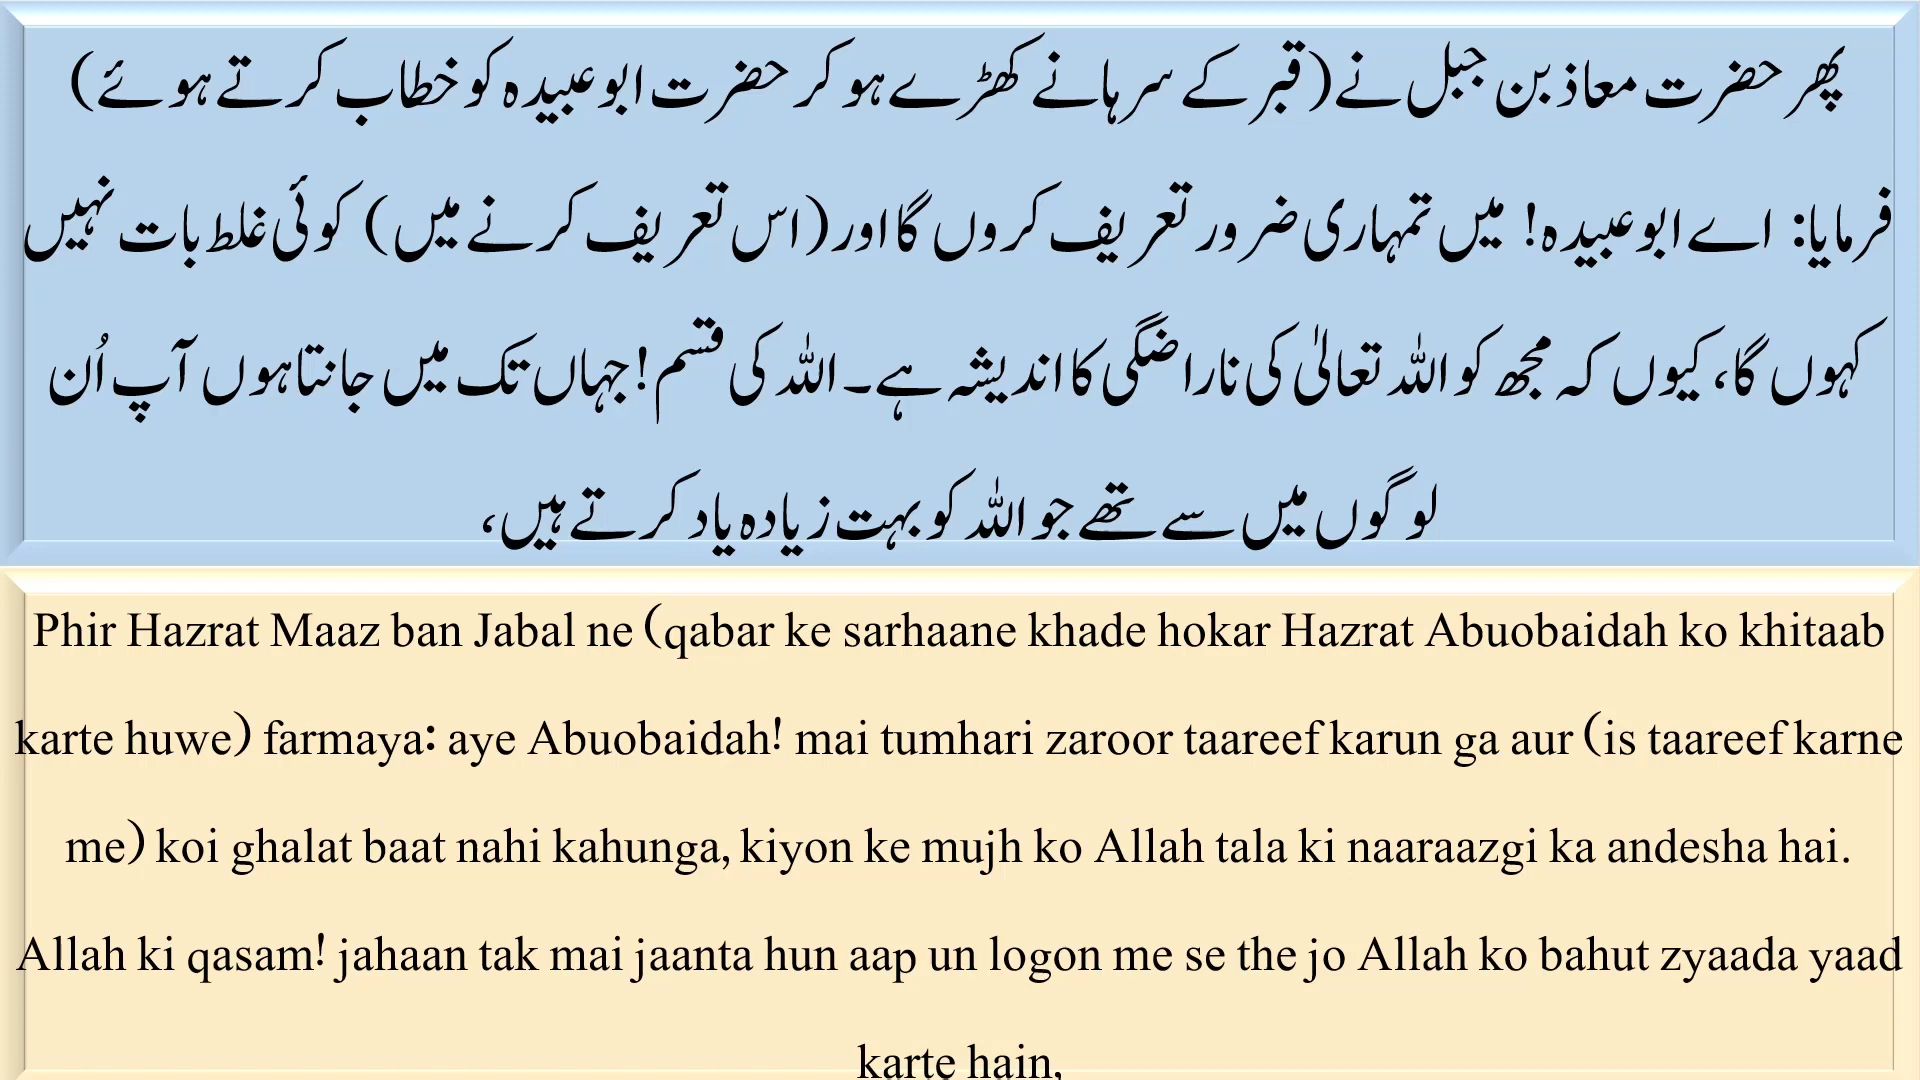 پھر حضرت معاذ بن جبل نے (قبر کے سرہانے کھڑے ہو کر حضرت ابوعبیدہ کو خطاب کرتے ہوئے)
فرمایا: اے ابوعبیدہ! میں تمہاری ضرور تعریف کروں گا اور (اس تعریف کرنے میں) کوئی غلط بات نہیں
کہوں گا، کیوں کہ مجھ کو اللہ تعالیٰ کی ناراضگی کا اندیشہ ہے۔ اللہ کی قسم! جہاں تک میں جانتا ہوں آپ اُن
لوگوں میں سے تھے جو اللہ کو بہت زیادہ یاد کرتے ہیں،
Phir Hazrat Maaz ban Jabal ne (qabar ke sarhaane khade hokar Hazrat Abuobaidah ko khitaab
karte huwe) farmaya: aye Abuobaidah! mai tumhari zaroor taareef karun ga aur (is taareef karne
me) koi ghalat baat nahi kahunga, kiyon ke mujh ko Allah tala ki naaraazgi ka andesha hai.
Allah ki qasam! jahaan tak mai jaanta hun aap un logon me se the jo Allah ko bahut zyaada yaad
karte hain,